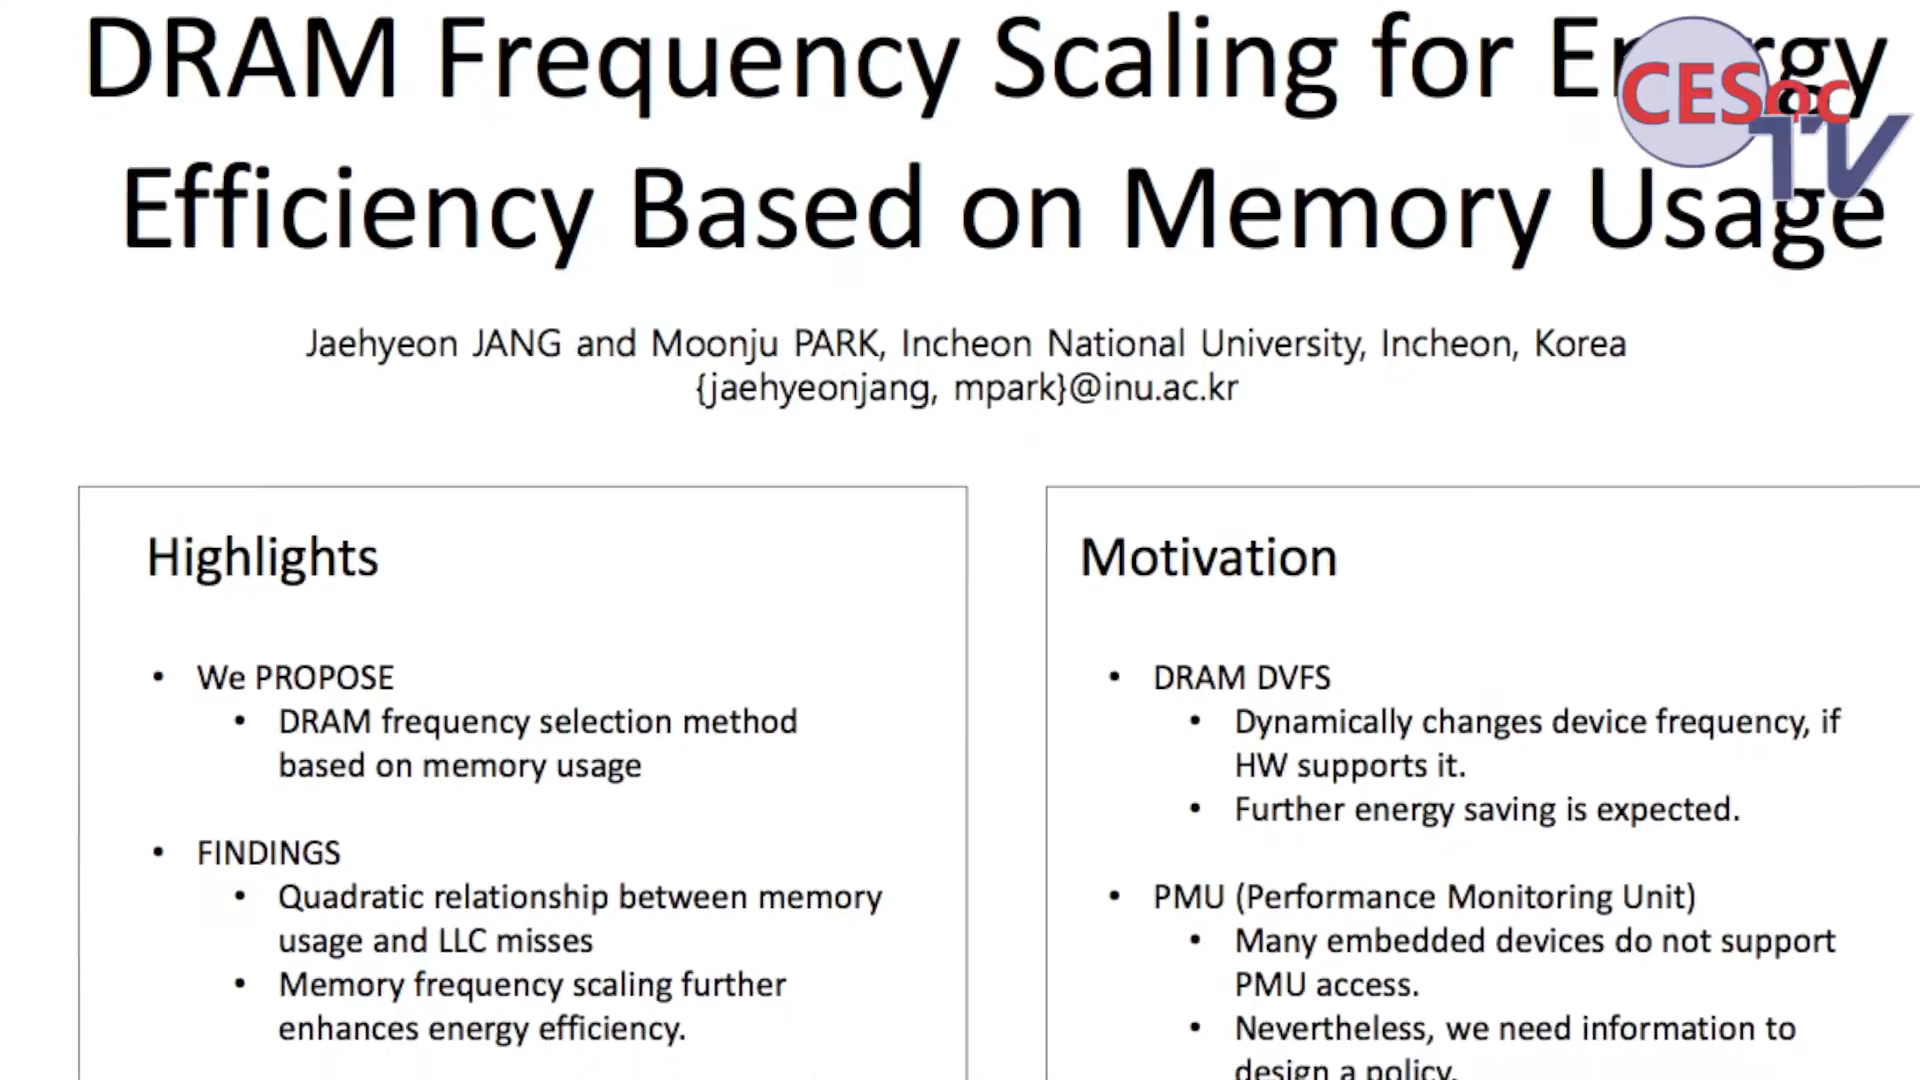 DRAM Frequency Scaling for Energy
Efficiency Based on Memory Usage
CESoc
TV
Jaehyeon JANG and Moonju PARK, Incheon National University, Incheon, Korea
{jaehyeonjang, mpark}@inu.ac.kr
Highlights
• We PROPOSE
• DRAM frequency selection method
based on memory usage
• FINDINGS
• Quadratic relationship between memory
usage and LLC misses
• Memory frequency scaling further
enhances energy efficiency.
Motivation
• DRAM DVFS
• Dynamically changes device frequency, if
HW supports it.
• Further energy saving is expected.
• PMU (Performance Monitoring Unit)
• Many embedded devices do not support
PMU access.
• Nevertheless, we need information to
design a policy.